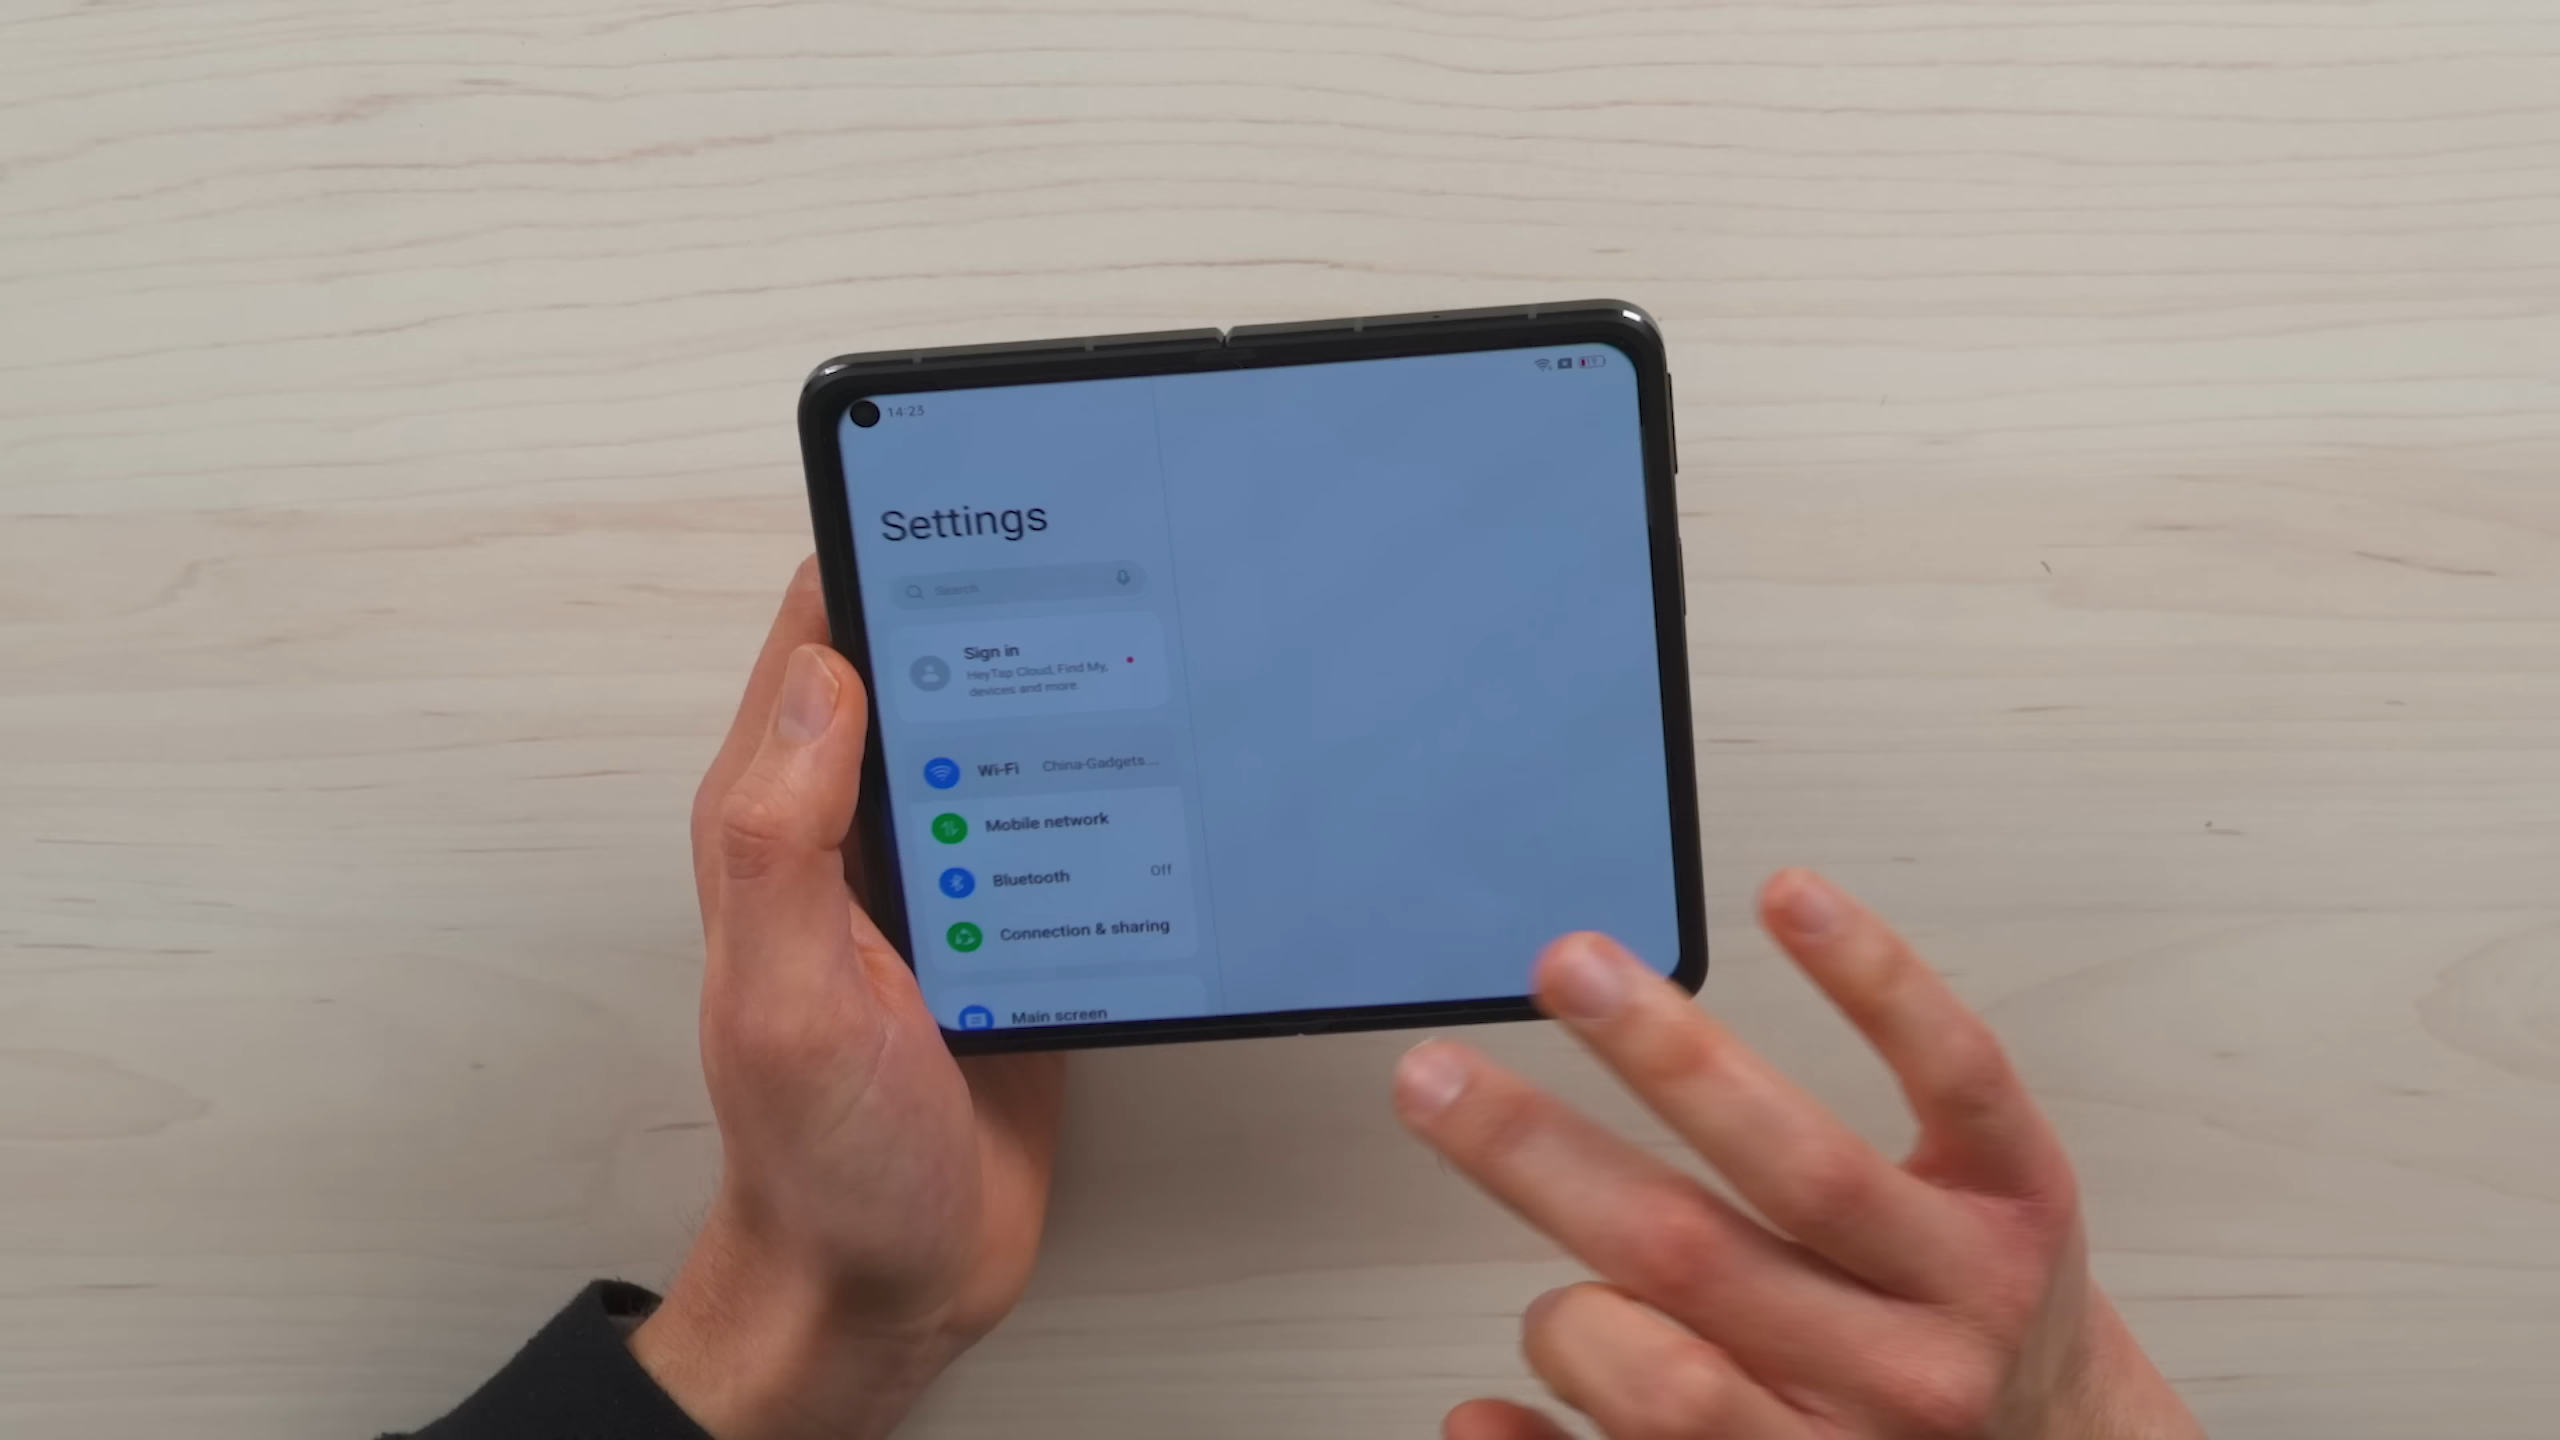 14:23
Settings
Search
Sign in
HeyTap Cloud, Find My,
devices and more.
Wi-Fi China-Gadgets...
Mobile network
Bluetooth Off
Connection & sharing
Main screen